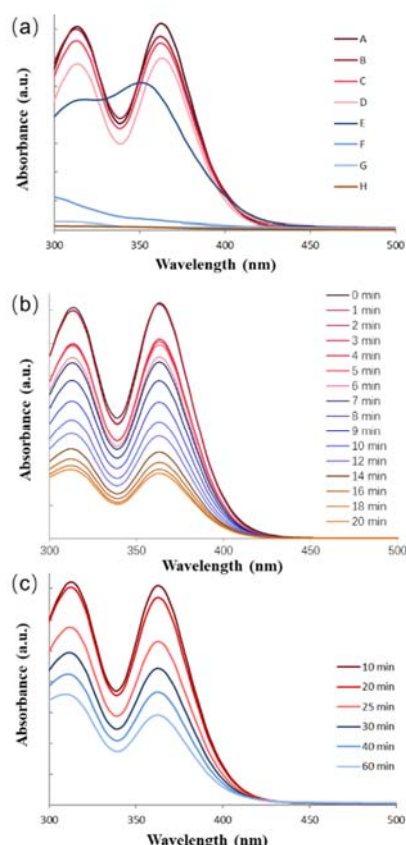 (a)
A
B
C
D
E
F
G
H
Absorbance (a.u.)
300 350 400 450 500
Wavelength (nm)
(b)
0 min
1 min
2 min
3 min
4 min
5 min
6 min
7 min
8 min
9 min
10 min
12 min
14 min
16 min
18 min
20 min
Absorbance (a.u.)
300 350 400 450 500
Wavelength (nm)
(c)
10 min
20 min
25 min
30 min
40 min
60 min
Absorbance (a.u.)
300 350 400 450 500
Wavelength (nm)